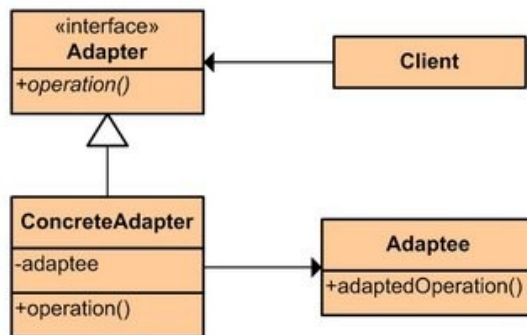 «interface»
Adapter
+operation()
Client
ConcreteAdapter
-adaptee
+operation()
Adaptee
+adaptedOperation()